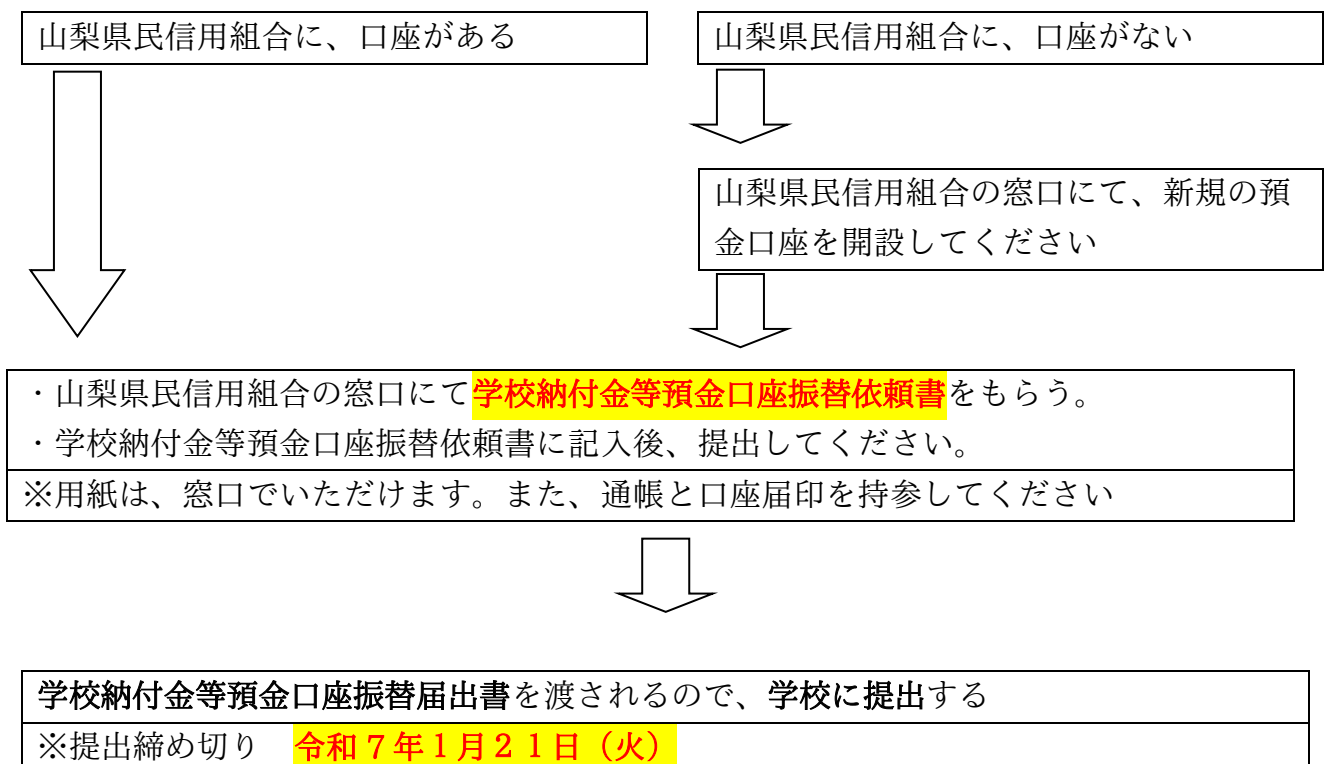 山梨県民信用組合に、口座がある
山梨県民信用組合に、口座がない
山梨県民信用組合の窓口にて、新規の預
金口座を開設してください
・山梨県民信用組合の窓口にて学校納付金等預金口座振替依頼書をもらう。
・学校納付金等預金口座振替依頼書に記入後、提出してください。
※用紙は、窓口でいただけます。また、通帳と口座届印を持参してください
学校納付金等預金口座振替届出書を渡されるので、学校に提出する
※提出締め切り　令和７年１月２１日（火）